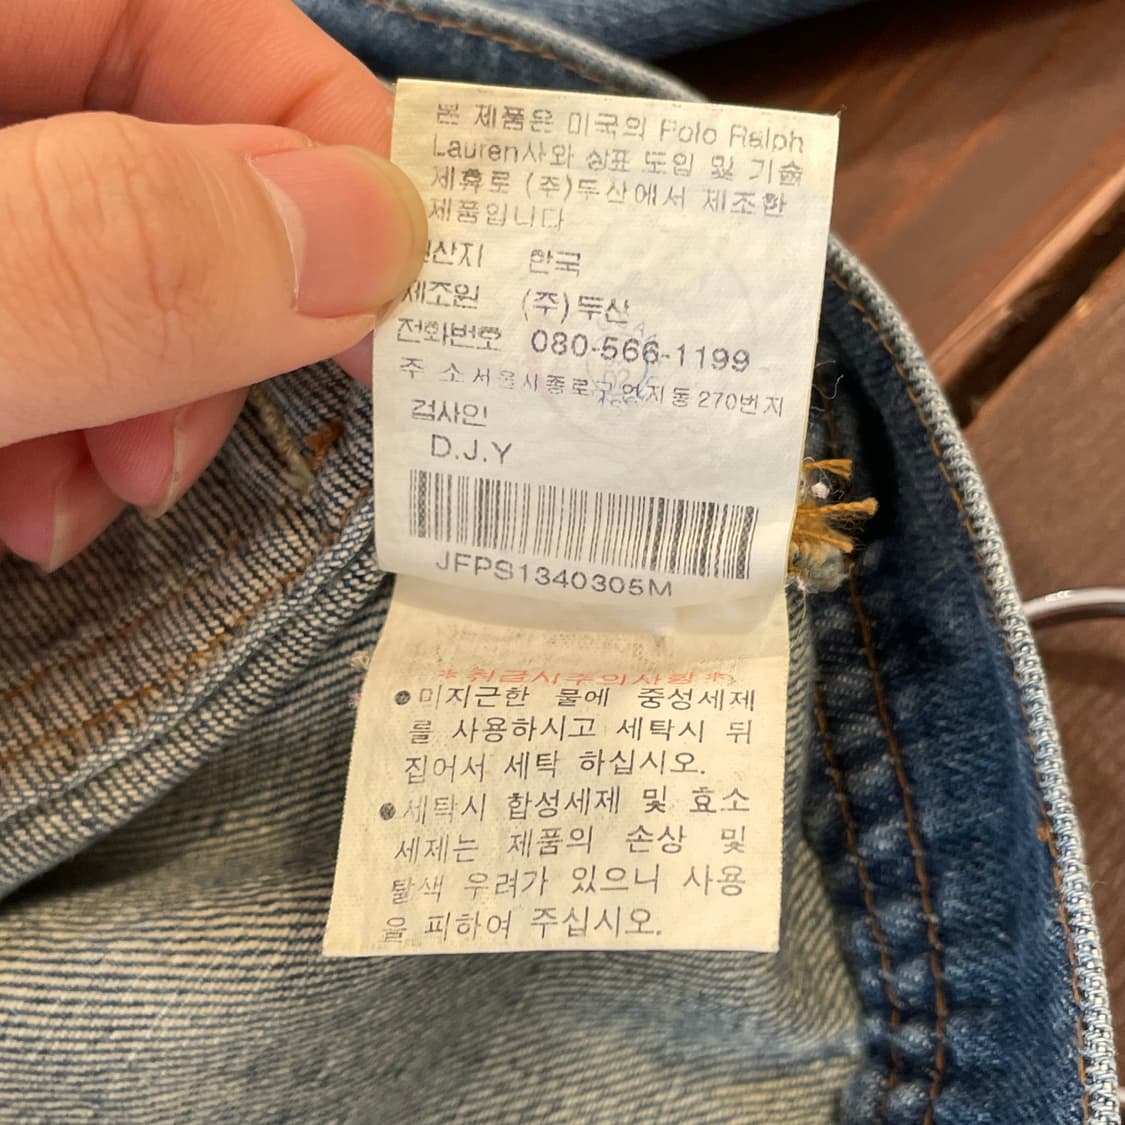 본 제품은 미국의 Polo Ralph
Lauren사와 상표 도입 및 기술
제휴로 (주)두산에서 제조한
제품입니다
원산지 한국
제조원 (주)두산
전화번호 080-566-1199
주 소 서울시종로구연지동270번지
검사인
D.J.Y
JFPS1340305M
*취급시주의사항*
●미지근한 물에 중성세제
를 사용하시고 세탁시 뒤
집어서 세탁 하십시오.
●세탁시 합성세제 및 효소
세제는 제품의 손상 및
탈색 우려가 있으니 사용
을 피하여 주십시오.